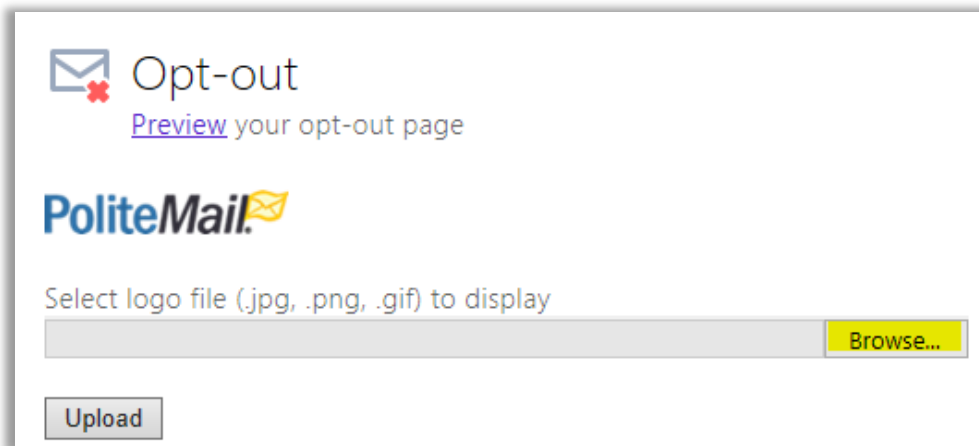 Opt-out
Preview your opt-out page
PoliteMail.
Select logo file (.jpg, .png, .gif) to display
Browse...
Upload